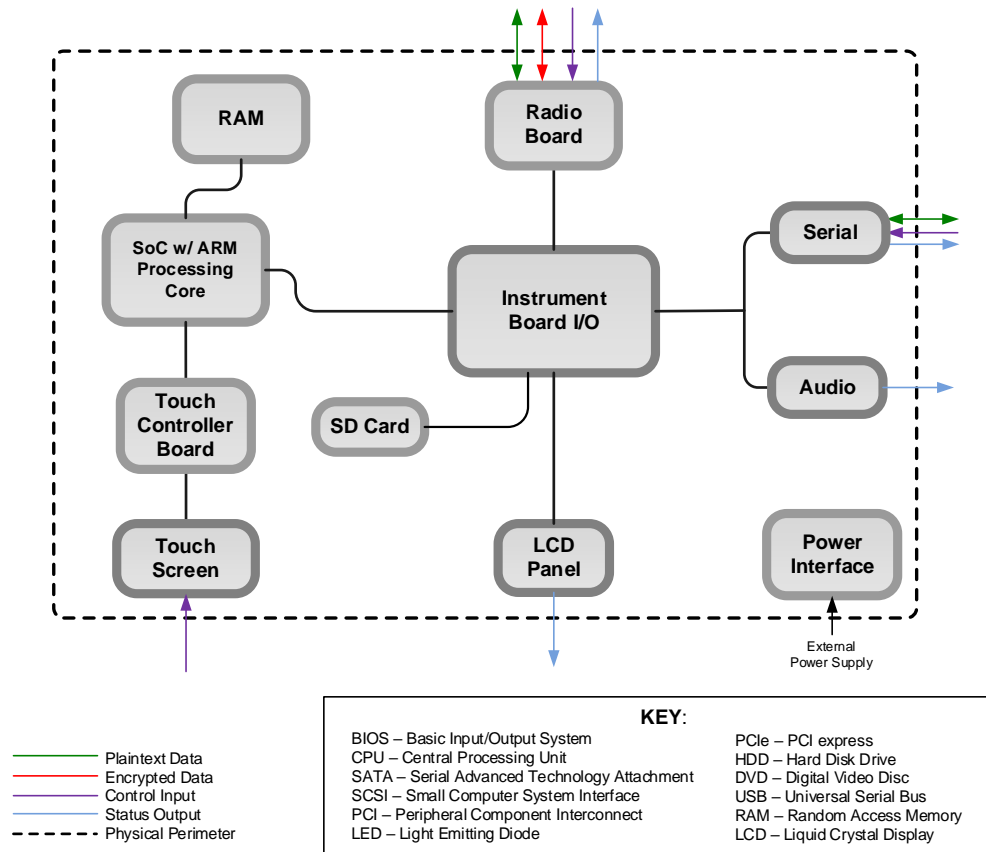 RAM
Radio
Board
SoC w/ ARM
Processing
Core
Serial
Instrument
Board I/O
Touch
Controller
Board
SD Card
Audio
Touch
Screen
LCD
Panel
Power
Interface
External
Power Supply
Plaintext Data
Encrypted Data
Control Input
Status Output
Physical Perimeter
KEY:
BIOS – Basic Input/Output System
CPU – Central Processing Unit
SATA – Serial Advanced Technology Attachment
SCSI – Small Computer System Interface
PCI – Peripheral Component Interconnect
LED – Light Emitting Diode
PCIe – PCI express
HDD – Hard Disk Drive
DVD – Digital Video Disc
USB – Universal Serial Bus
RAM – Random Access Memory
LCD – Liquid Crystal Display